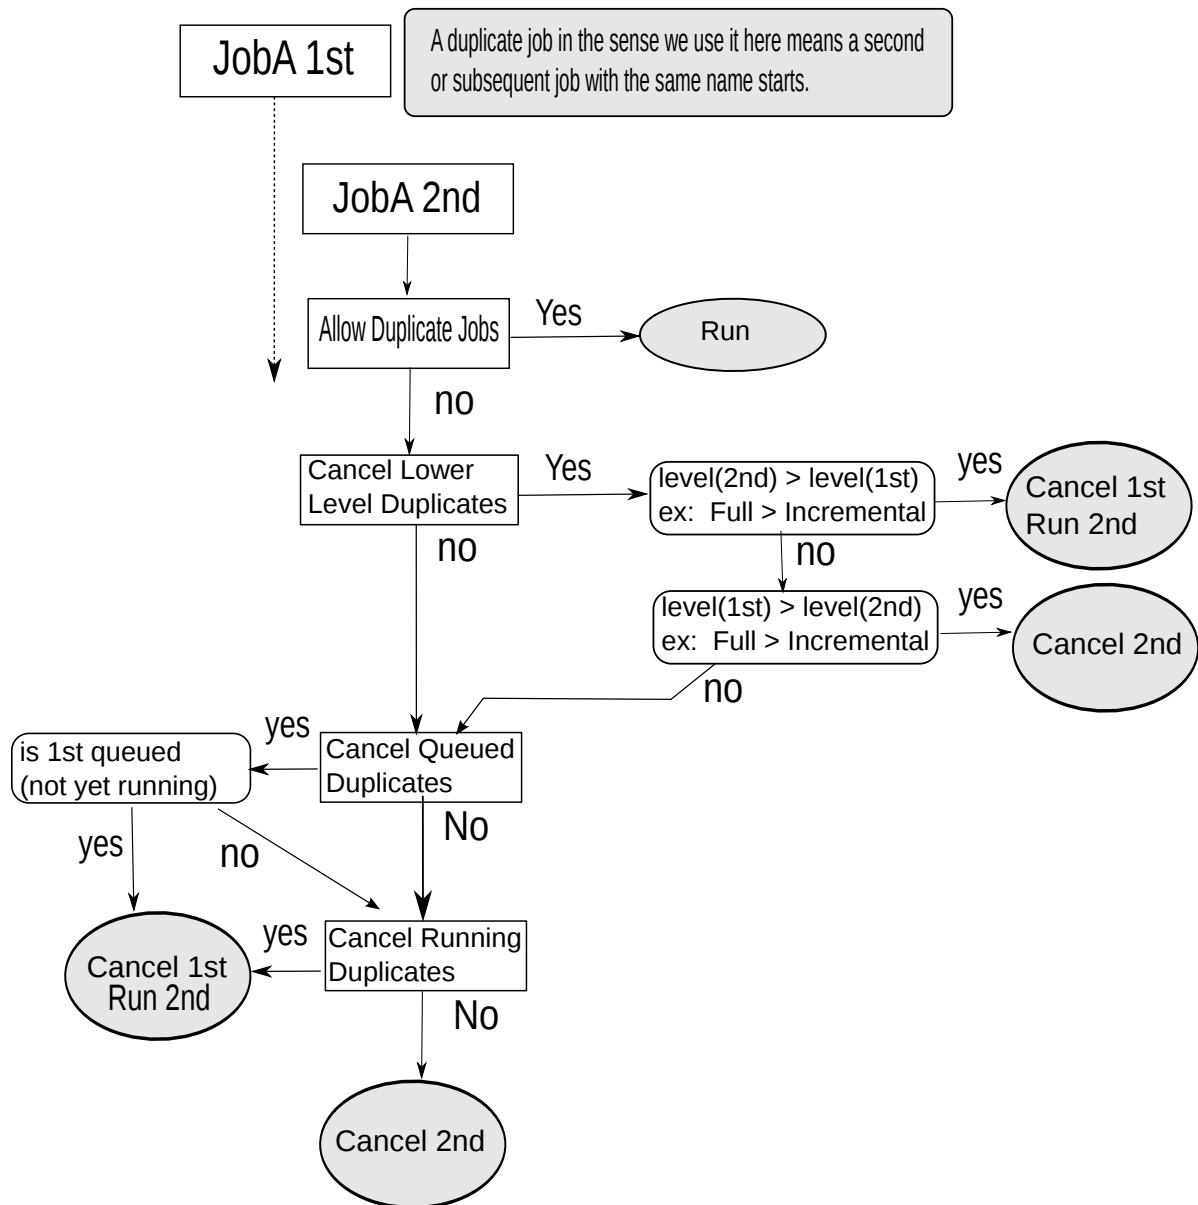 JobA 1st
A duplicate job in the sense we use it here means a second
or subsequent job with the same name starts.
JobA 2nd
Allow Duplicate Jobs
Yes
Run
no
Cancel Lower
Level Duplicates
Yes
level(2nd) > level(1st)
ex:  Full > Incremental
yes
Cancel 1st
Run 2nd
no
no
level(1st) > level(2nd)
ex:  Full > Incremental
yes
Cancel 2nd
no
Cancel Queued
Duplicates
yes
is 1st queued
(not yet running)
No
yes
no
Cancel Running
Duplicates
yes
Cancel 1st
Run 2nd
No
Cancel 2nd